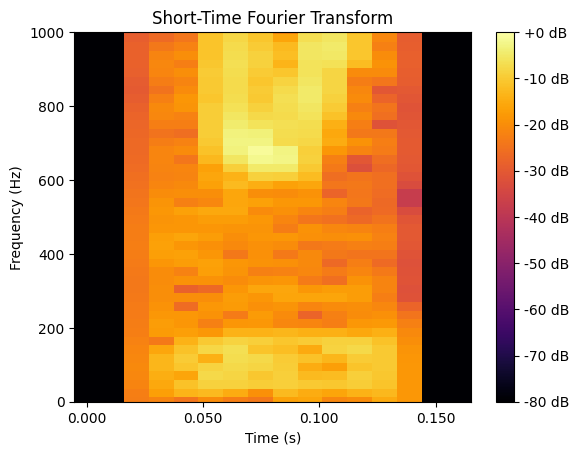 Short-Time Fourier Transform
1000
800
600
400
200
0
Frequency (Hz)
0.000
0.050
0.100
0.150
Time (s)
+0 dB
-10 dB
-20 dB
-30 dB
-40 dB
-50 dB
-60 dB
-70 dB
-80 dB